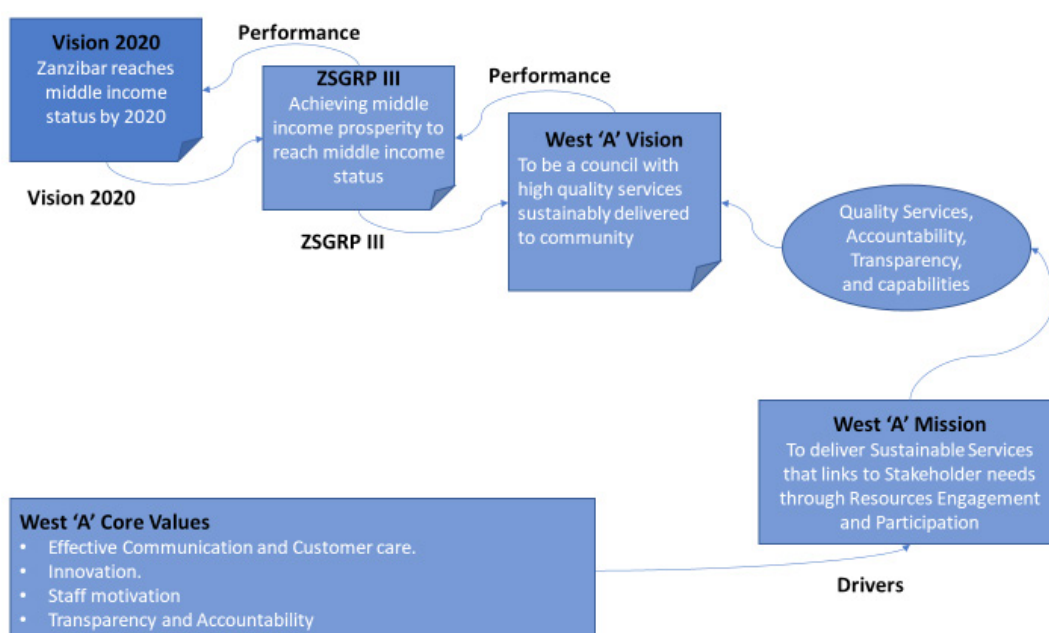 Performance
Vision 2020
Zanzibar reaches
middle income
status by 2020
Vision 2020
ZSGRP III
Achieving middle
income prosperity to
reach middle income
status
ZSGRP III
Performance
West ‘A’ Vision
To be a council with
high quality services
sustainably delivered
to community
Quality Services,
Accountability,
Transparency,
and capabilities
West ‘A’ Mission
To deliver Sustainable Services
that links to Stakeholder needs
through Resources Engagement
and Participation
West ‘A’ Core Values
• Effective Communication and Customer care.
• Innovation.
• Staff motivation
• Transparency and Accountability
Drivers